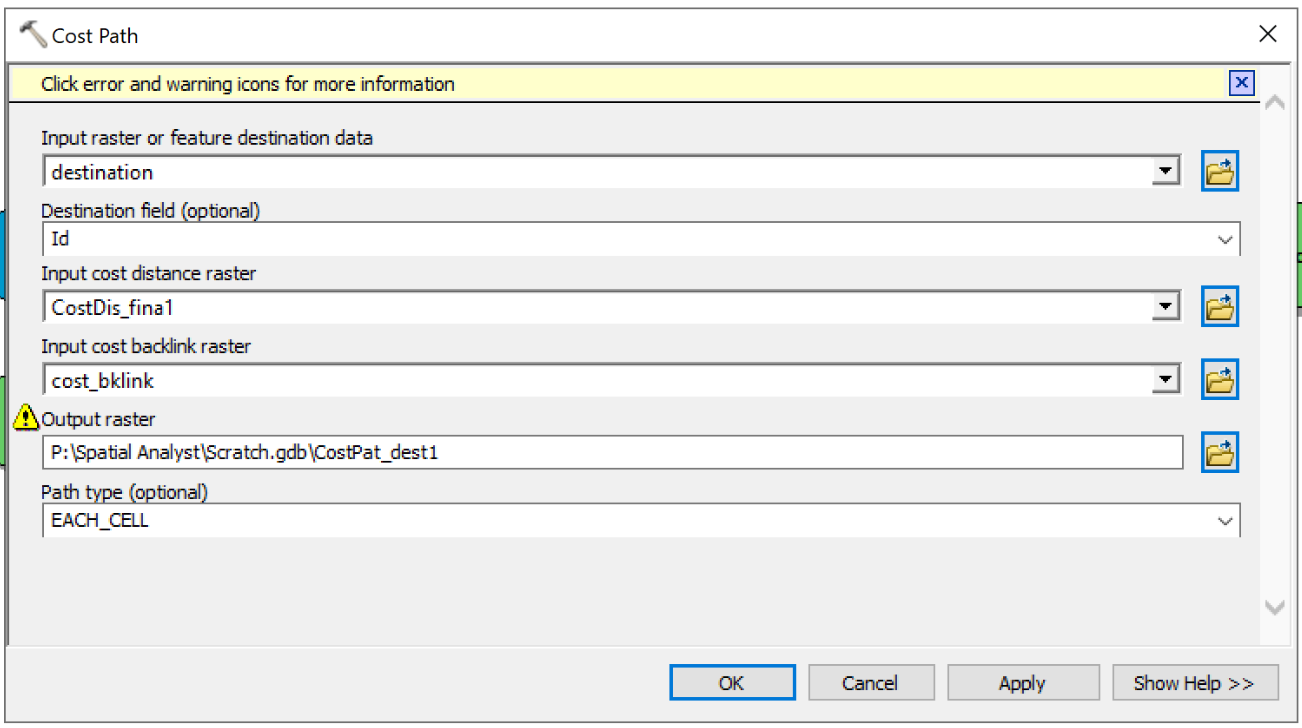 Cost Path
Click error and warning icons for more information
Input raster or feature destination data
destination
Destination field (optional)
Id
Input cost distance raster
CostDis_fina1
Input cost backlink raster
cost_bklink
Output raster
P:\Spatial Analyst\Scratch.gdb\CostPat_dest1
Path type (optional)
EACH_CELL
OK Cancel Apply Show Help >>